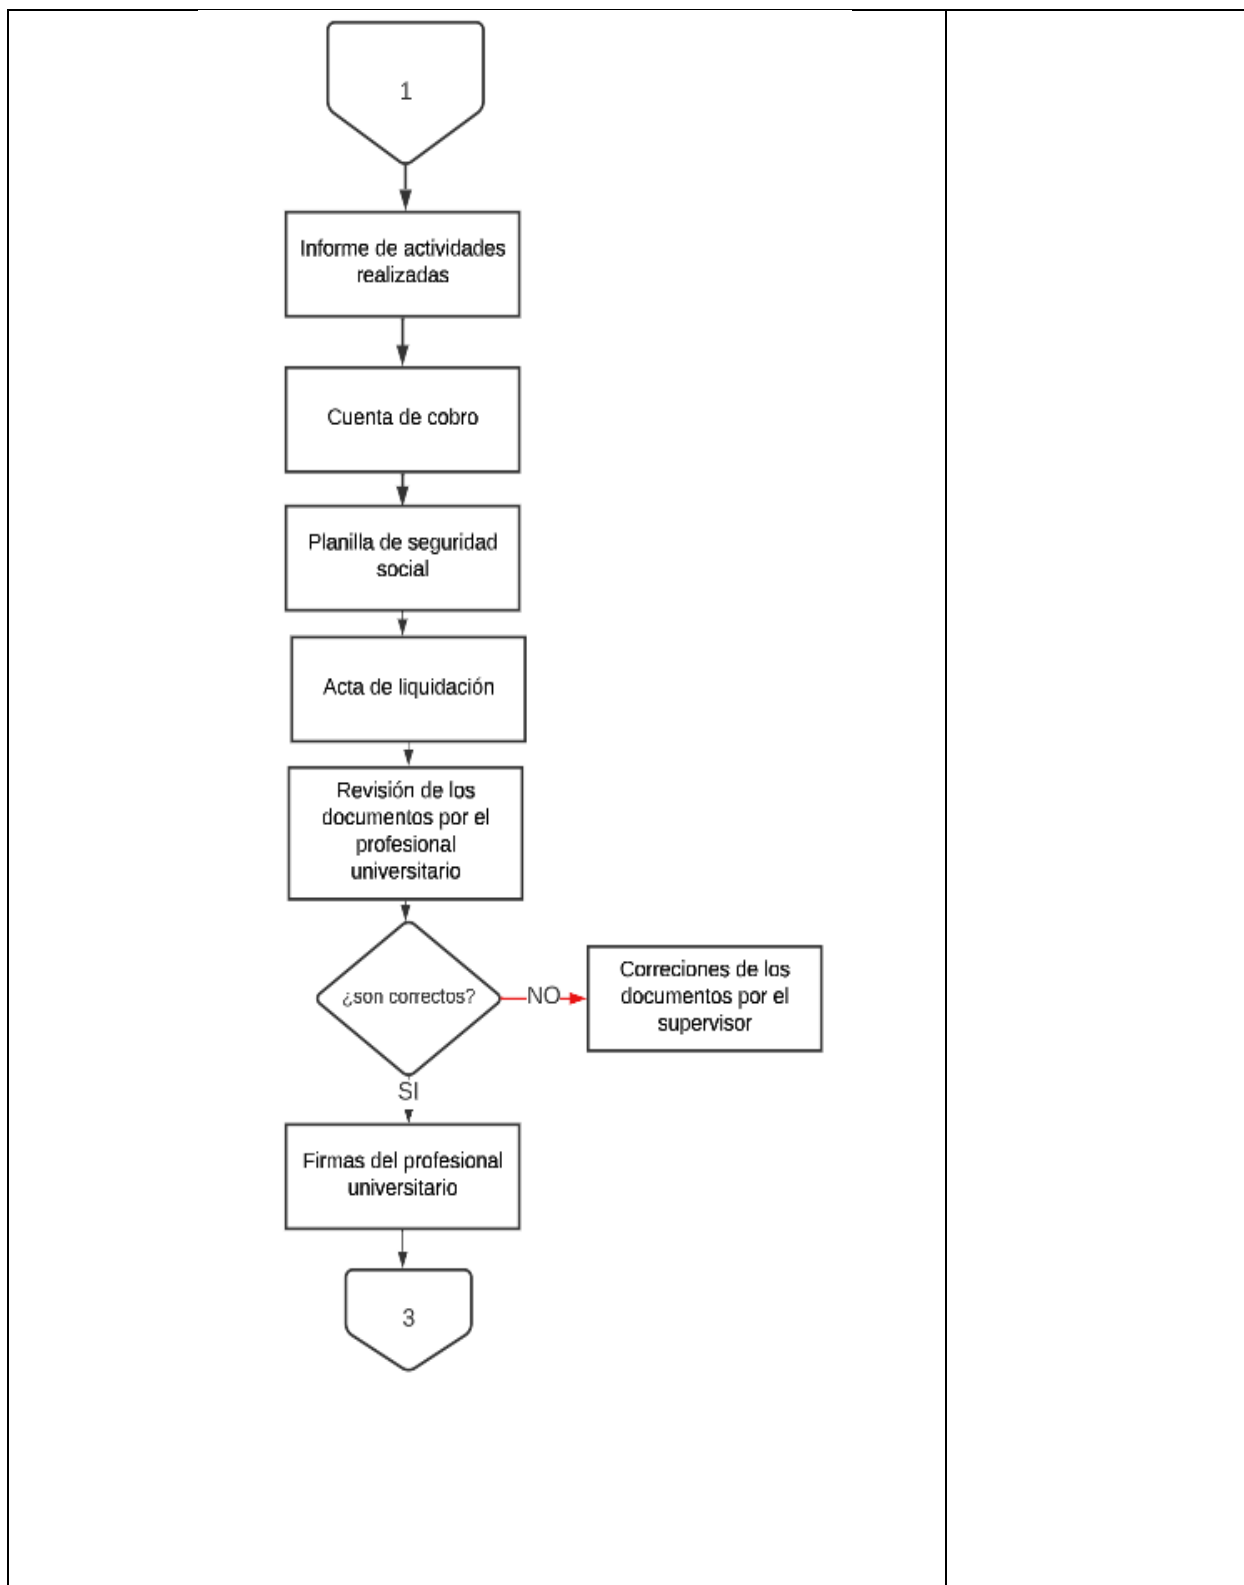 1
Informe de actividades
realizadas
Cuenta de cobro
Planilla de seguridad
social
Acta de liquidación
Revisión de los
documentos por el
profesional
universitario
¿son correctos?
NO
Correciones de los
documentos por el
supervisor
SI
Firmas del profesional
universitario
3